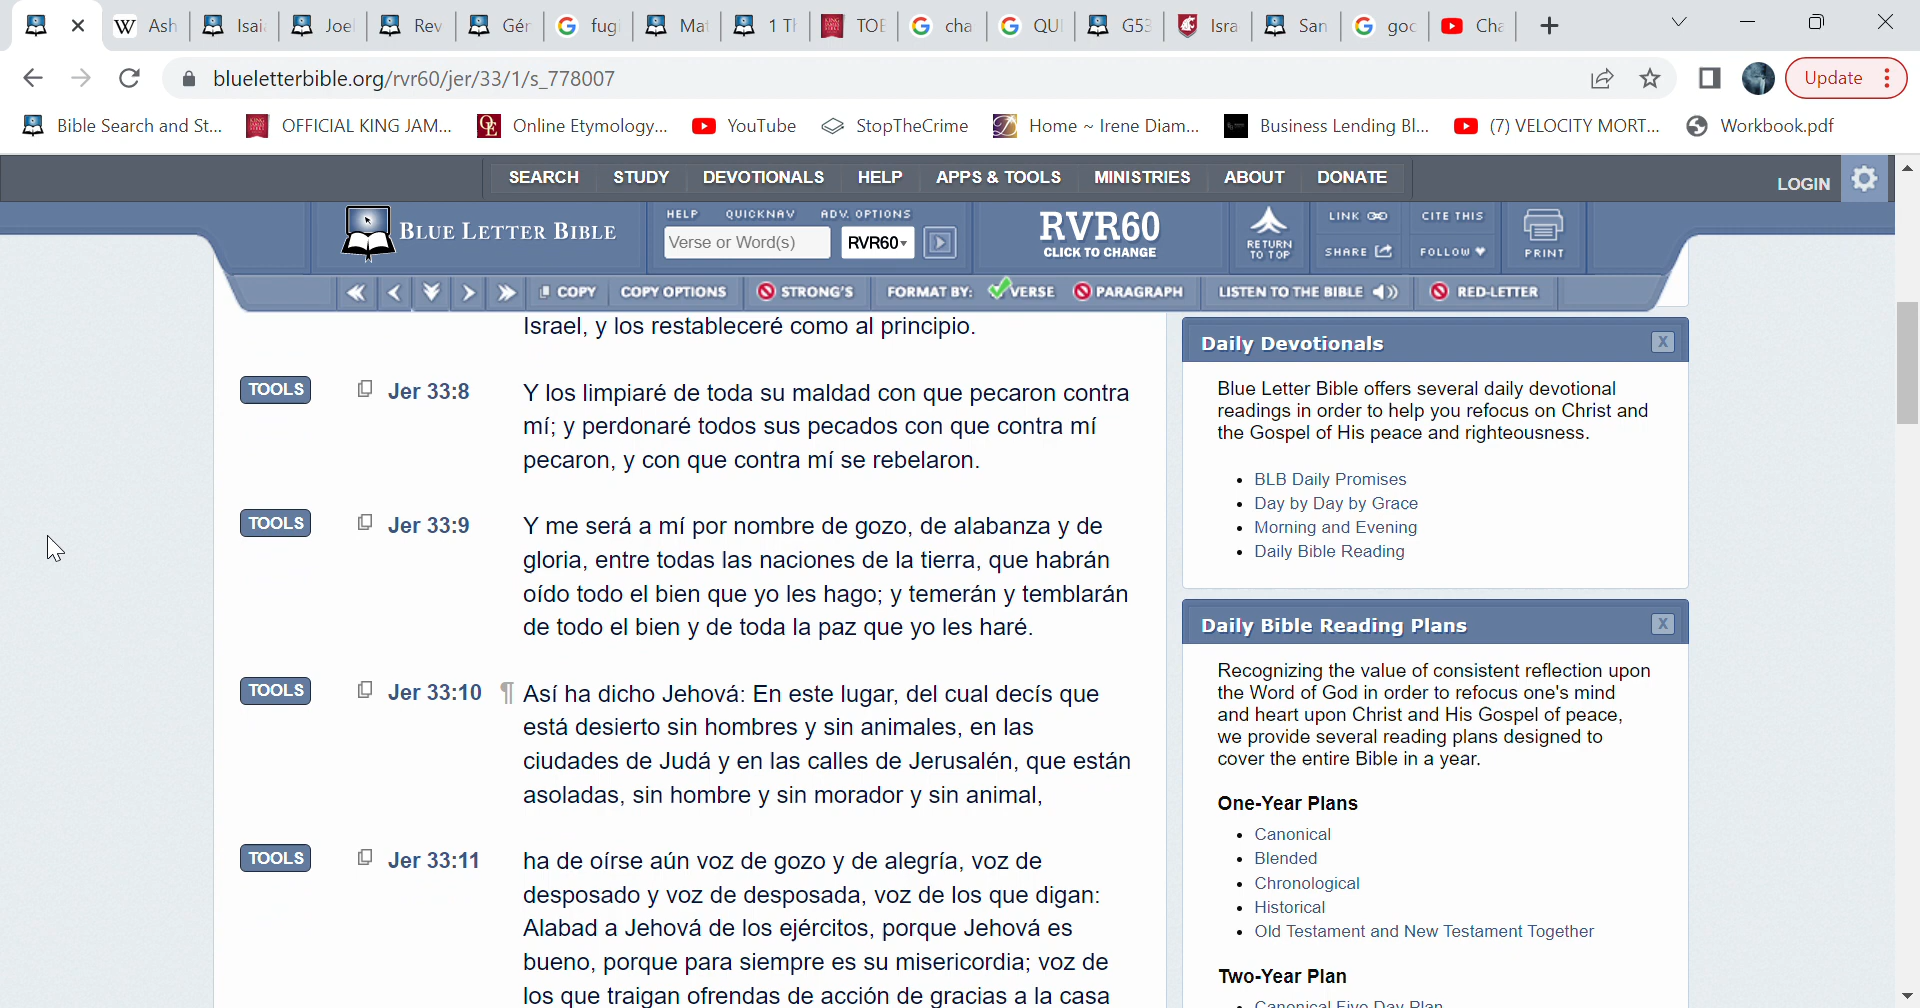 Ash
Isai
Joe
Rev
Gén
fug
Mat
1 Th
TOB
cha
QU
G53
Isra
San
goo
Cha
blueletterbible.org/rvr60/jer/33/1/s_778007
Update
Bible Search and St...
OFFICIAL KING JAM...
Online Etymology...
YouTube
StopTheCrime
Home ~ Irene Diam...
Business Lending Bl...
(7) VELOCITY MORT...
Workbook.pdf
SEARCH STUDY DEVOTIONALS HELP APPS & TOOLS MINISTRIES ABOUT DONATE
LOGIN
BLUE LETTER BIBLE
HELP QUICKNAV ADV. OPTIONS
Verse or Word(s)
RVR60
RVR60
CLICK TO CHANGE
RETURN
TO TOP
LINK
SHARE
CITE THIS
FOLLOW
PRINT
COPY COPY OPTIONS STRONG'S FORMAT BY: VERSE PARAGRAPH LISTEN TO THE BIBLE RED-LETTER
Israel, y los restableceré como al principio.
TOOLS Jer 33:8 Y los limpiaré de toda su maldad con que pecaron contra
mí; y perdonaré todos sus pecados con que contra mí
pecaron, y con que contra mí se rebelaron.
TOOLS Jer 33:9 Y me será a mí por nombre de gozo, de alabanza y de
gloria, entre todas las naciones de la tierra, que habrán
oído todo el bien que yo les hago; y temerán y temblarán
de todo el bien y de toda la paz que yo les haré.
TOOLS Jer 33:10 ¶ Así ha dicho Jehová: En este lugar, del cual decís que
está desierto sin hombres y sin animales, en las
ciudades de Judá y en las calles de Jerusalén, que están
asoladas, sin hombre y sin morador y sin animal,
TOOLS Jer 33:11 ha de oírse aún voz de gozo y de alegría, voz de
desposado y voz de desposada, voz de los que digan:
Alabad a Jehová de los ejércitos, porque Jehová es
bueno, porque para siempre es su misericordia; voz de
los que traigan ofrendas de acción de gracias a la casa
Daily Devotionals
X
Blue Letter Bible offers several daily devotional
readings in order to help you refocus on Christ and
the Gospel of His peace and righteousness.
• BLB Daily Promises
• Day by Day by Grace
• Morning and Evening
• Daily Bible Reading
Daily Bible Reading Plans
X
Recognizing the value of consistent reflection upon
the Word of God in order to refocus one's mind
and heart upon Christ and His Gospel of peace,
we provide several reading plans designed to
cover the entire Bible in a year.
One-Year Plans
• Canonical
• Blended
• Chronological
• Historical
• Old Testament and New Testament Together
Two-Year Plan
• Canonical Five Day Plan